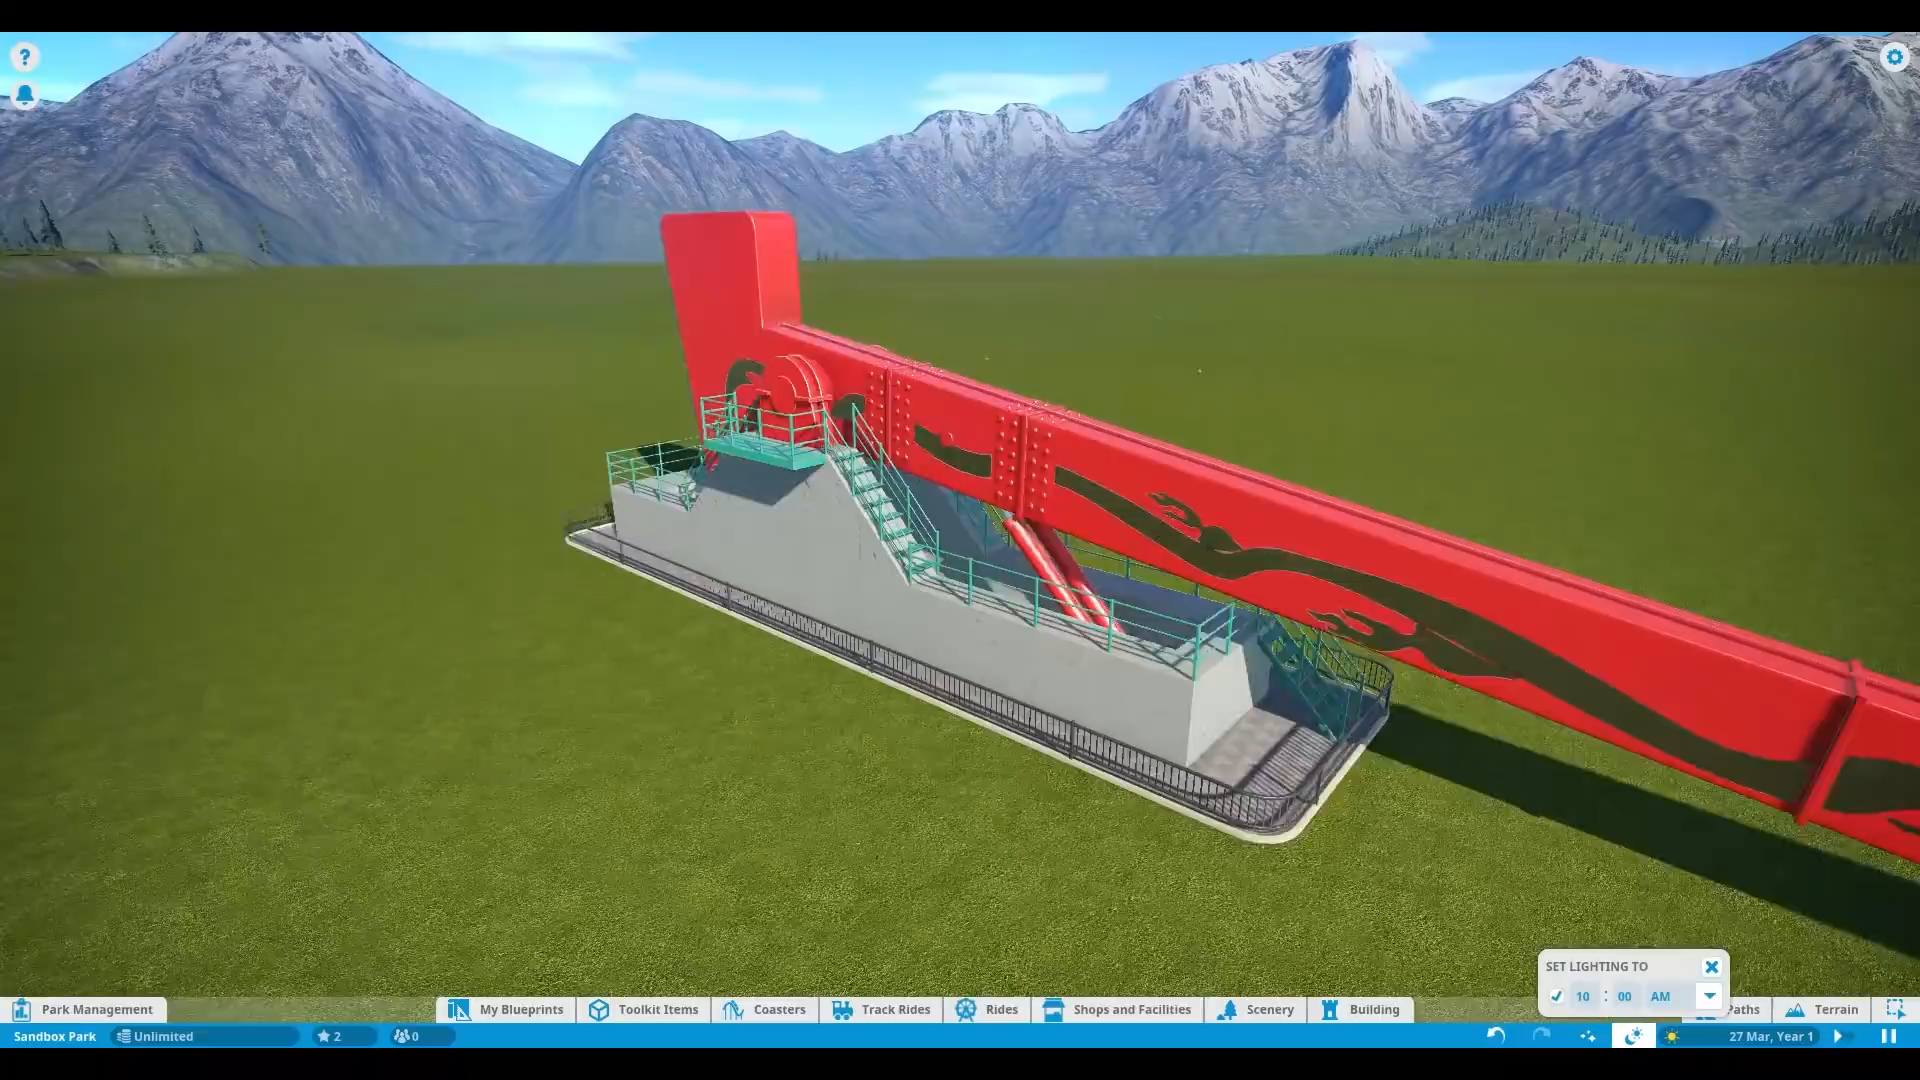 ?
SET LIGHTING TO
10 : 00 AM
Park Management
My Blueprints
Toolkit Items
Coasters
Track Rides
Rides
Shops and Facilities
Scenery
Building
Paths
Terrain
Sandbox Park
Unlimited
2
0
27 Mar, Year 1